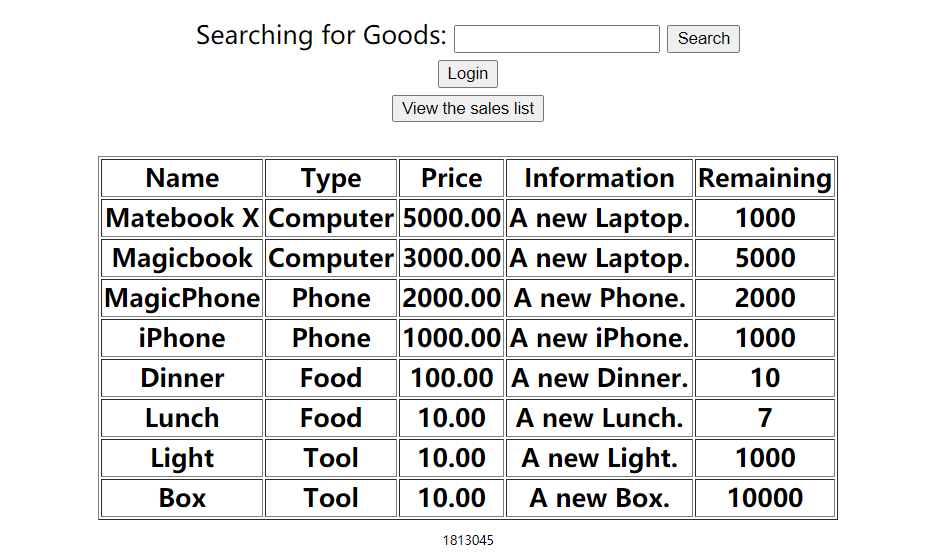 Searching for Goods: Search
Login
View the sales list
Name Type Price Information Remaining
Matebook X Computer 5000.00 A new Laptop. 1000
Magicbook Computer 3000.00 A new Laptop. 5000
MagicPhone Phone 2000.00 A new Phone. 2000
iPhone Phone 1000.00 A new iPhone. 1000
Dinner Food 100.00 A new Dinner. 10
Lunch Food 10.00 A new Lunch. 7
Light Tool 10.00 A new Light. 1000
Box Tool 10.00 A new Box. 10000
1813045